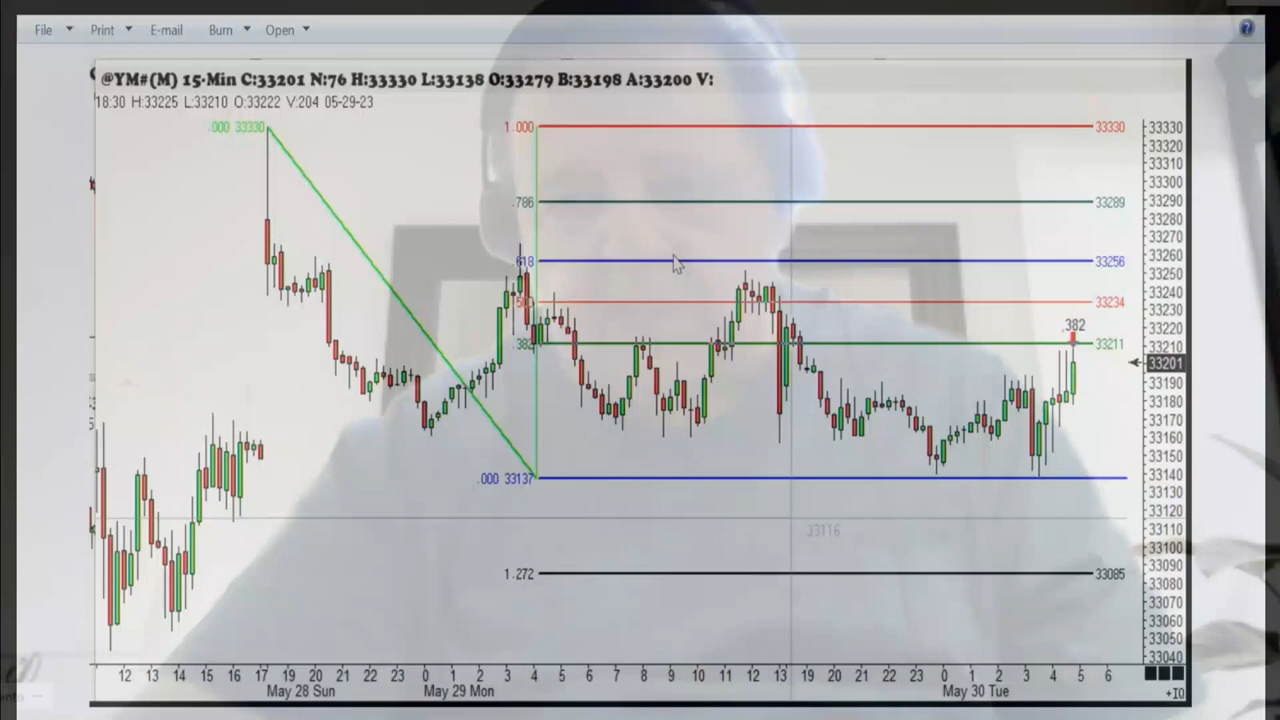 File Print E-mail Burn Open ?
@YM#(M) 15-Min C:33201 N:76 H:33330 L:33138 O:33279 B:33198 A:33200 V:
18:30 H:33225 L:33210 O:33222 V:204 05-29-23
.000 33330 1.000 33330 33330
33320
33310
33300
.786 33289 33290
33280
33270
.618 33256 33260
33250
33240
.500 33234 33230
.382 33220
.382 33211 33210
33201
33190
33180
33170
33160
33150
.000 33137 33140
33130
33120
33116 33110
33100
33090
1.272 33085 33080
33070
33060
33050
33040
12 13 14 15 16 17 19 20 21 22 23 0 1 2 3 4 5 6 7 8 9 10 11 12 13 13 14 15 17 19 20 21 22 23 0 1 2 3 4 5 6
May 28 Sun May 29 Mon May 30 Tue
+10